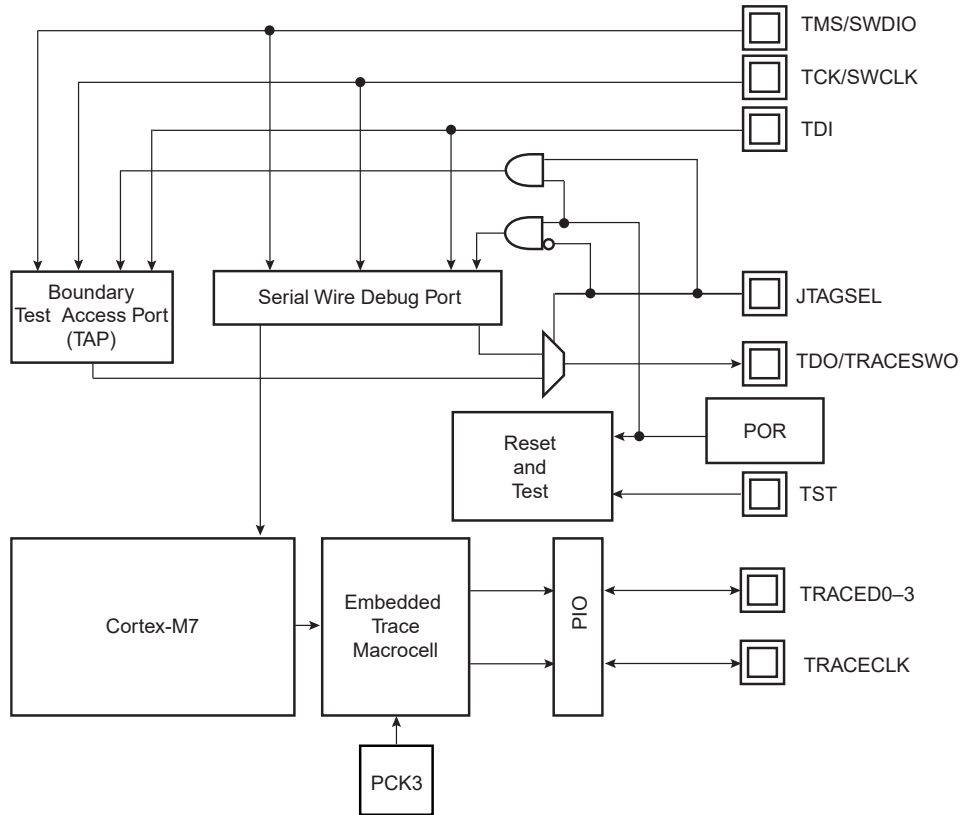 TMS/SWDIO
TCK/SWCLK
TDI
Boundary
Test Access Port
(TAP)
Serial Wire Debug Port
JTAGSEL
TDO/TRACESWO
Reset
and
Test
POR
TST
Cortex-M7
Embedded
Trace
Macrocell
PIO
TRACED0–3
TRACECLK
PCK3